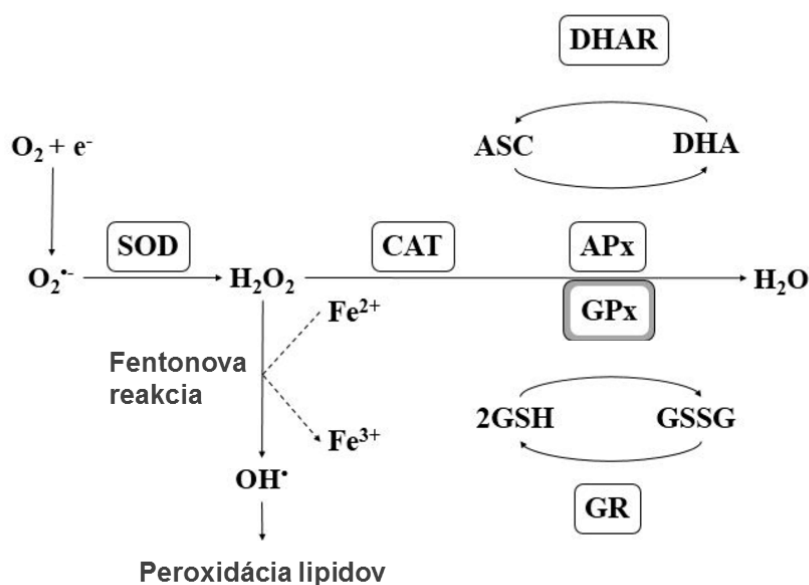 DHAR
ASC DHA
O₂ + e⁻
SOD CAT APx
O₂•⁻ H₂O₂ H₂O
GPx
Fe²⁺
Fentonova
reakcia
2GSH GSSG
Fe³⁺
OH•
GR
Peroxidácia lipidov